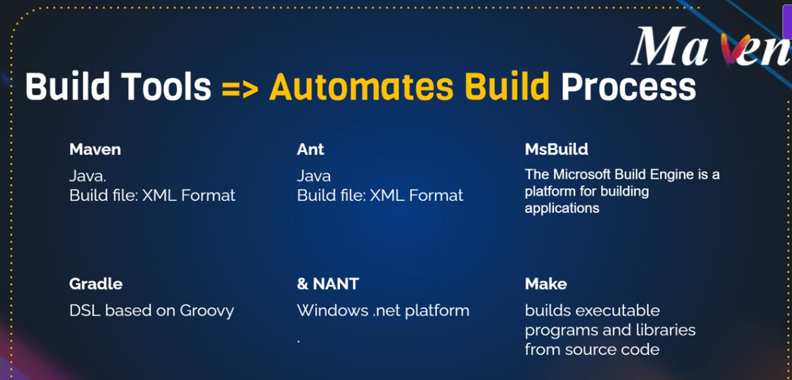 Maven
Build Tools => Automates Build Process
Maven
Java.
Build file: XML Format
Ant
Java
Build file: XML Format
MsBuild
The Microsoft Build Engine is a
platform for building
applications
Gradle
DSL based on Groovy
& NANT
Windows .net platform
.
Make
builds executable
programs and libraries
from source code